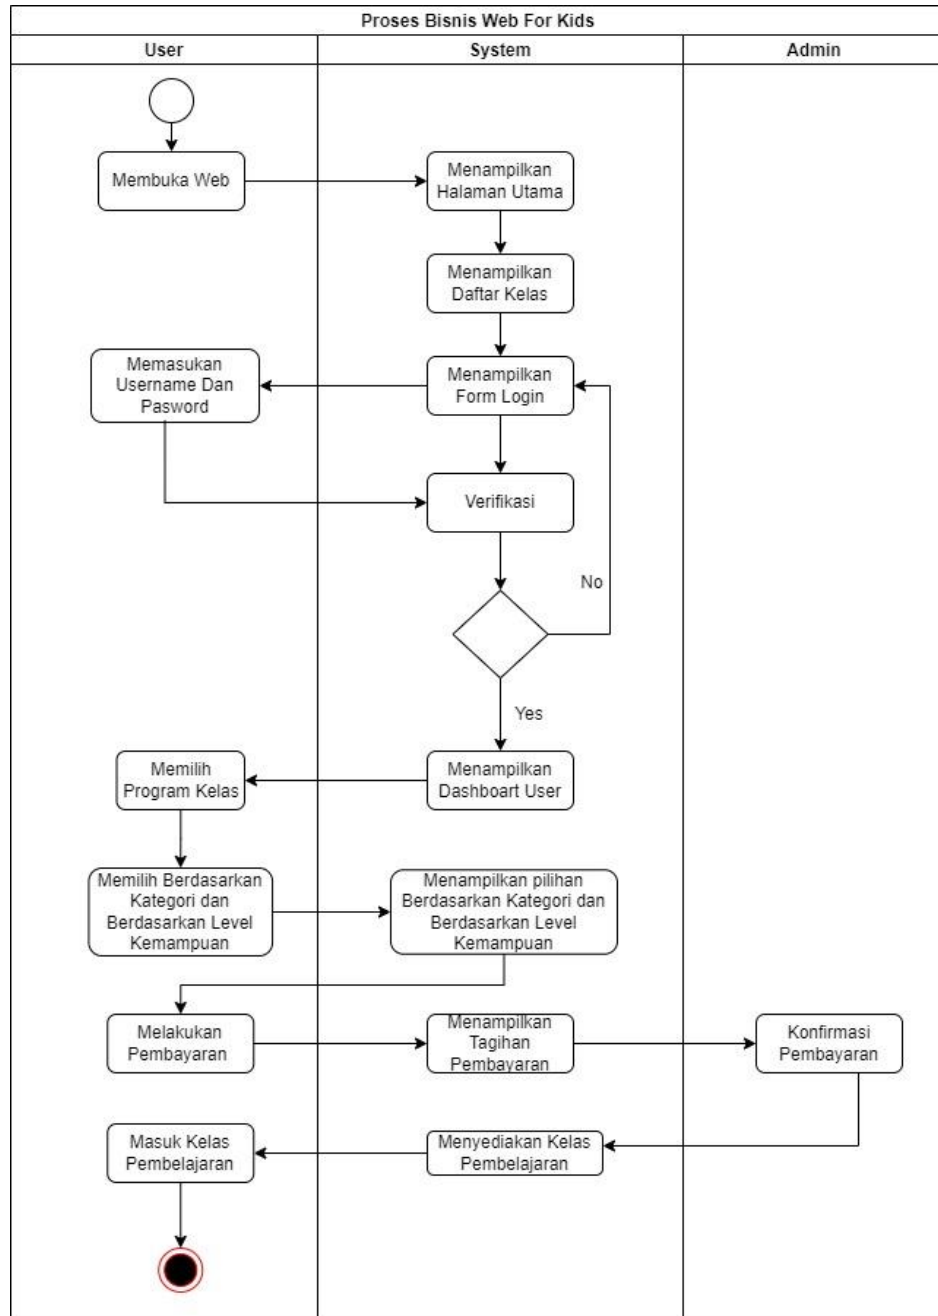 Proses Bisnis Web For Kids
User
System
Admin
Membuka Web
Menampilkan
Halaman Utama
Menampilkan
Daftar Kelas
Memasukan
Username Dan
Pasword
Menampilkan
Form Login
Verifikasi
No
Yes
Memilih
Program Kelas
Menampilkan
Dashboart User
Memilih Berdasarkan
Kategori dan
Berdasarkan Level
Kemampuan
Menampilkan pilihan
Berdasarkan Kategori dan
Berdasarkan Level
Kemampuan
Melakukan
Pembayaran
Menampilkan
Tagihan
Pembayaran
Konfirmasi
Pembayaran
Masuk Kelas
Pembelajaran
Menyediakan Kelas
Pembelajaran